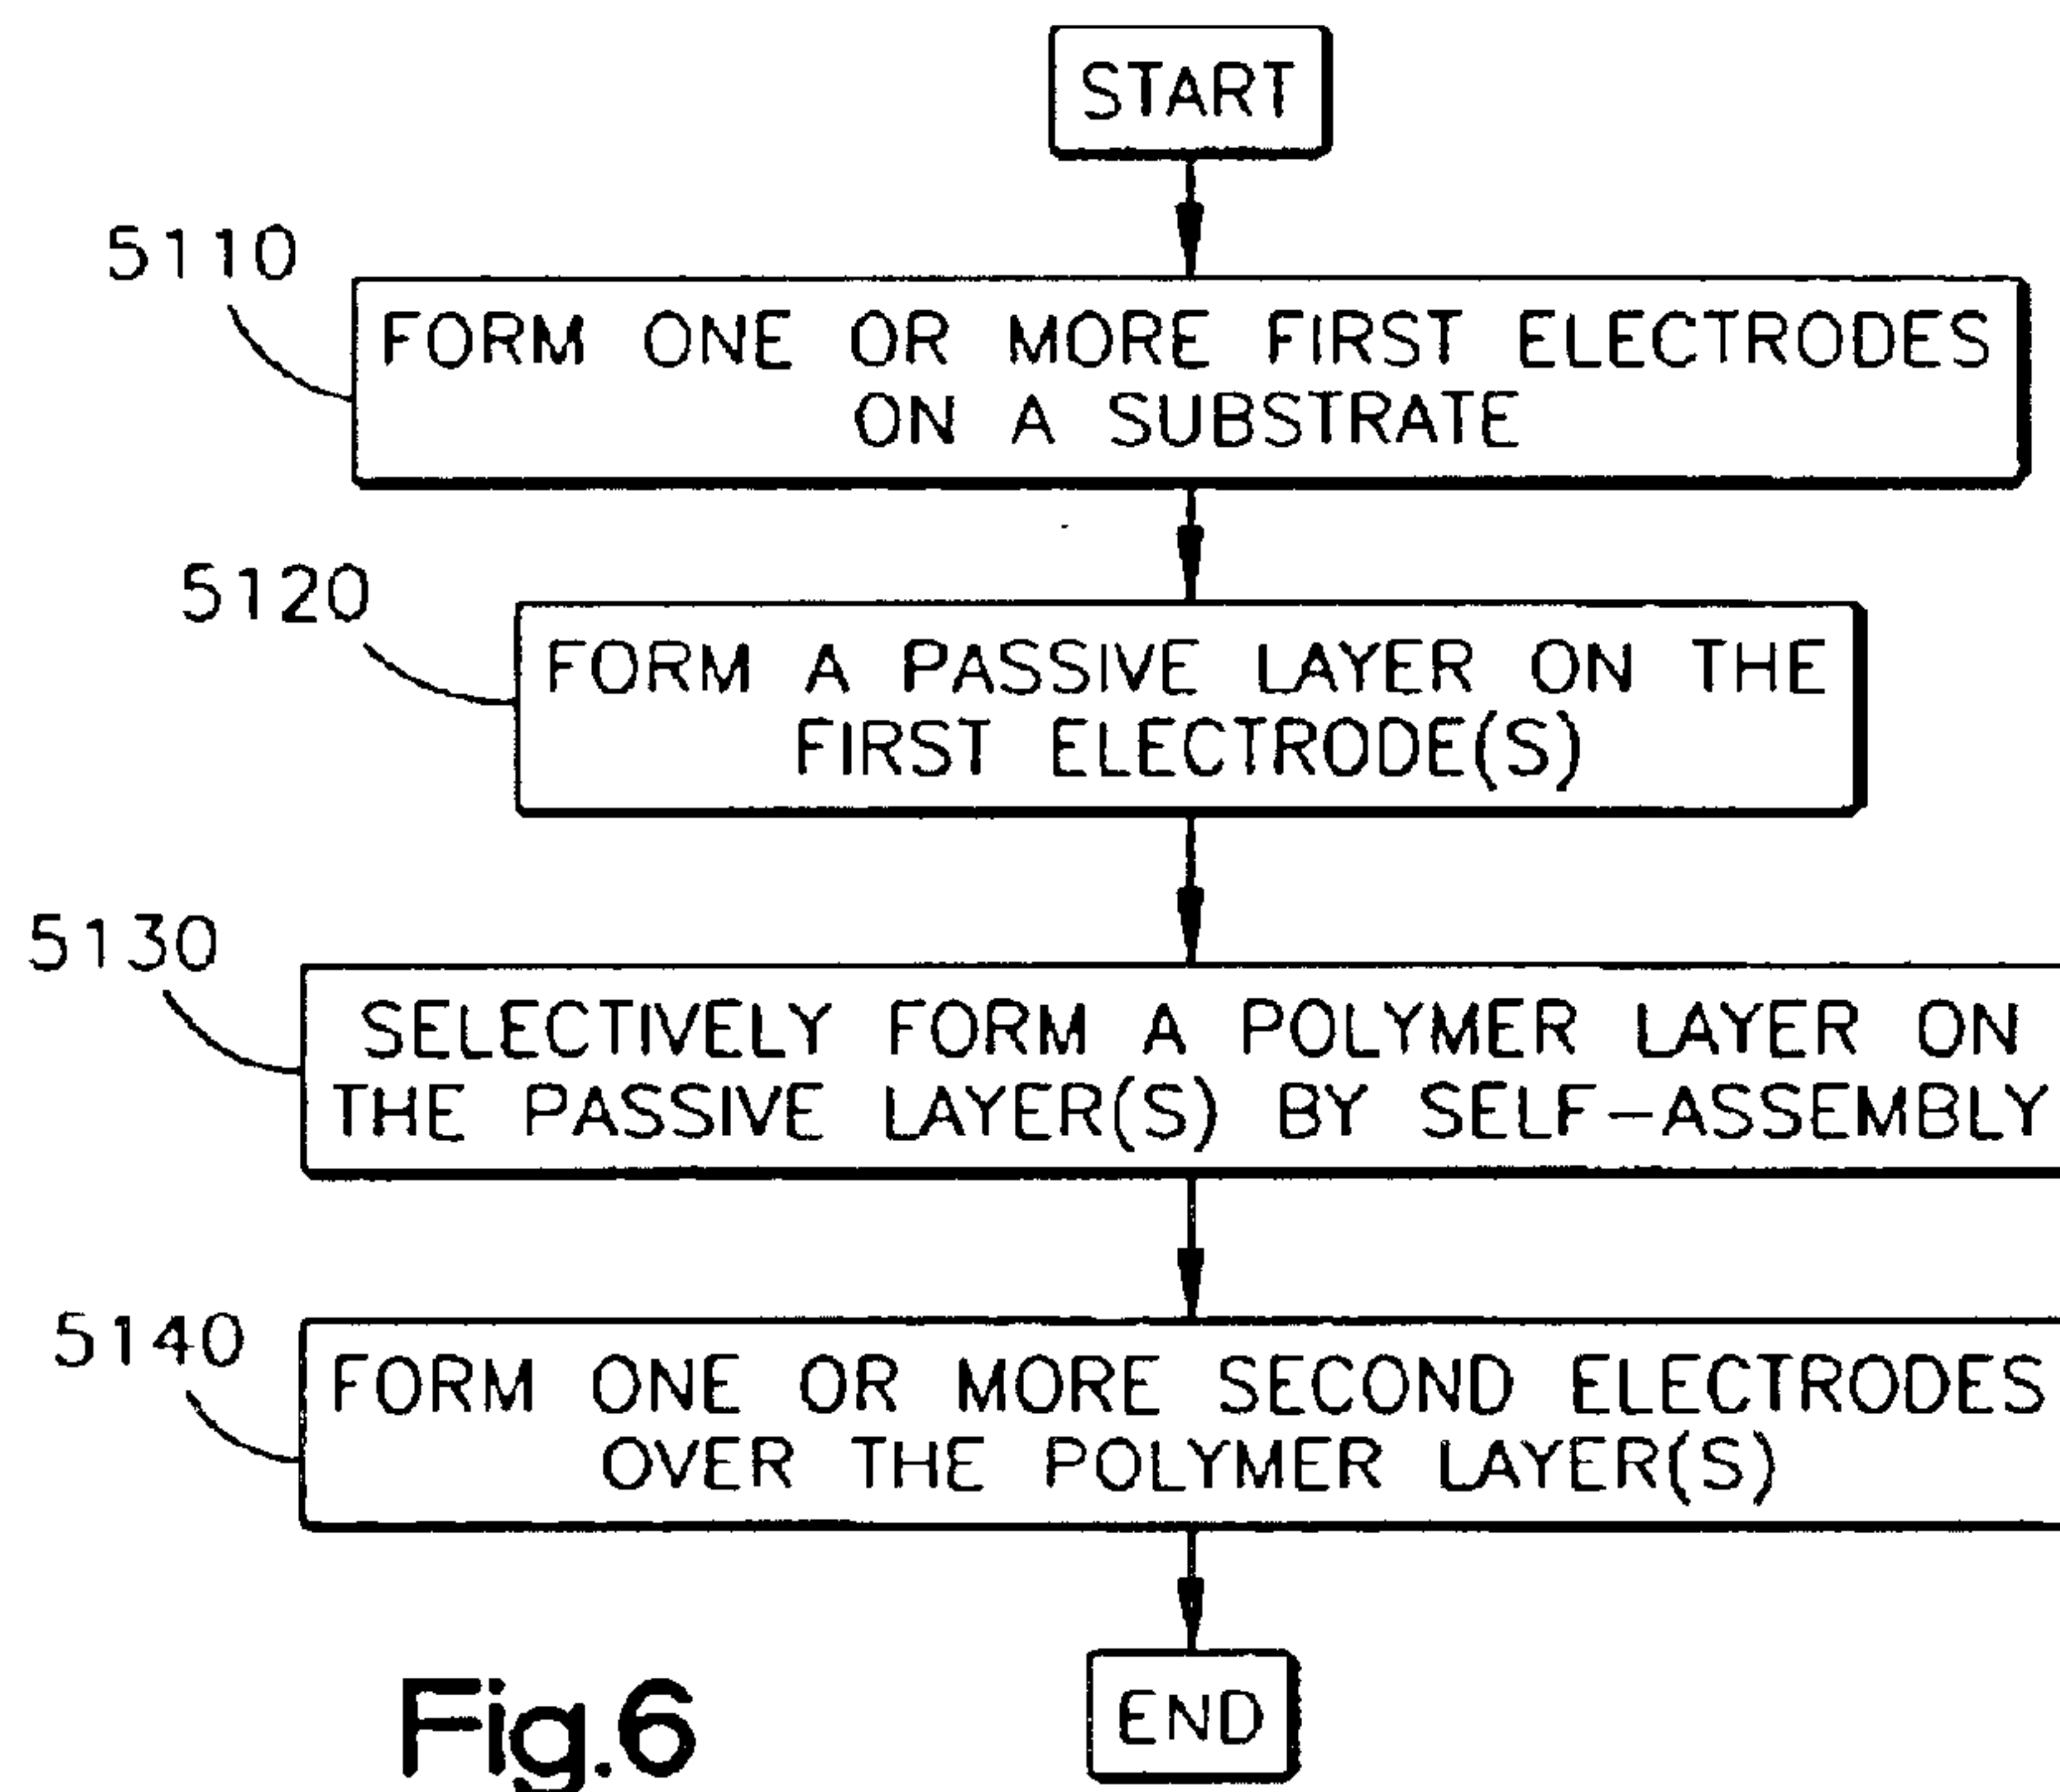 START
5110
FORM ONE OR MORE FIRST ELECTRODES
ON A SUBSTRATE
5120
FORM A PASSIVE LAYER ON THE
FIRST ELECTRODE(S)
5130
SELECTIVELY FORM A POLYMER LAYER ON
THE PASSIVE LAYER(S) BY SELF-ASSEMBLY
5140
FORM ONE OR MORE SECOND ELECTRODES
OVER THE POLYMER LAYER(S)
END
Fig.6